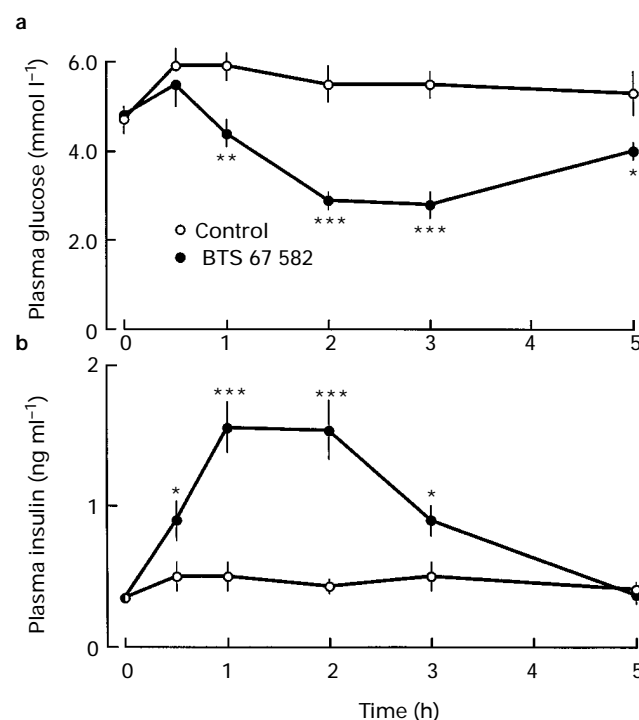 a
6.0
4.0
2.0
0
Plasma glucose (mmol l⁻¹)
**
***
***
*
Control
BTS 67 582
0 1 2 3 4 5
b
2
1
0
Plasma insulin (ng ml⁻¹)
*** ***
* *
0 1 2 3 4 5
Time (h)